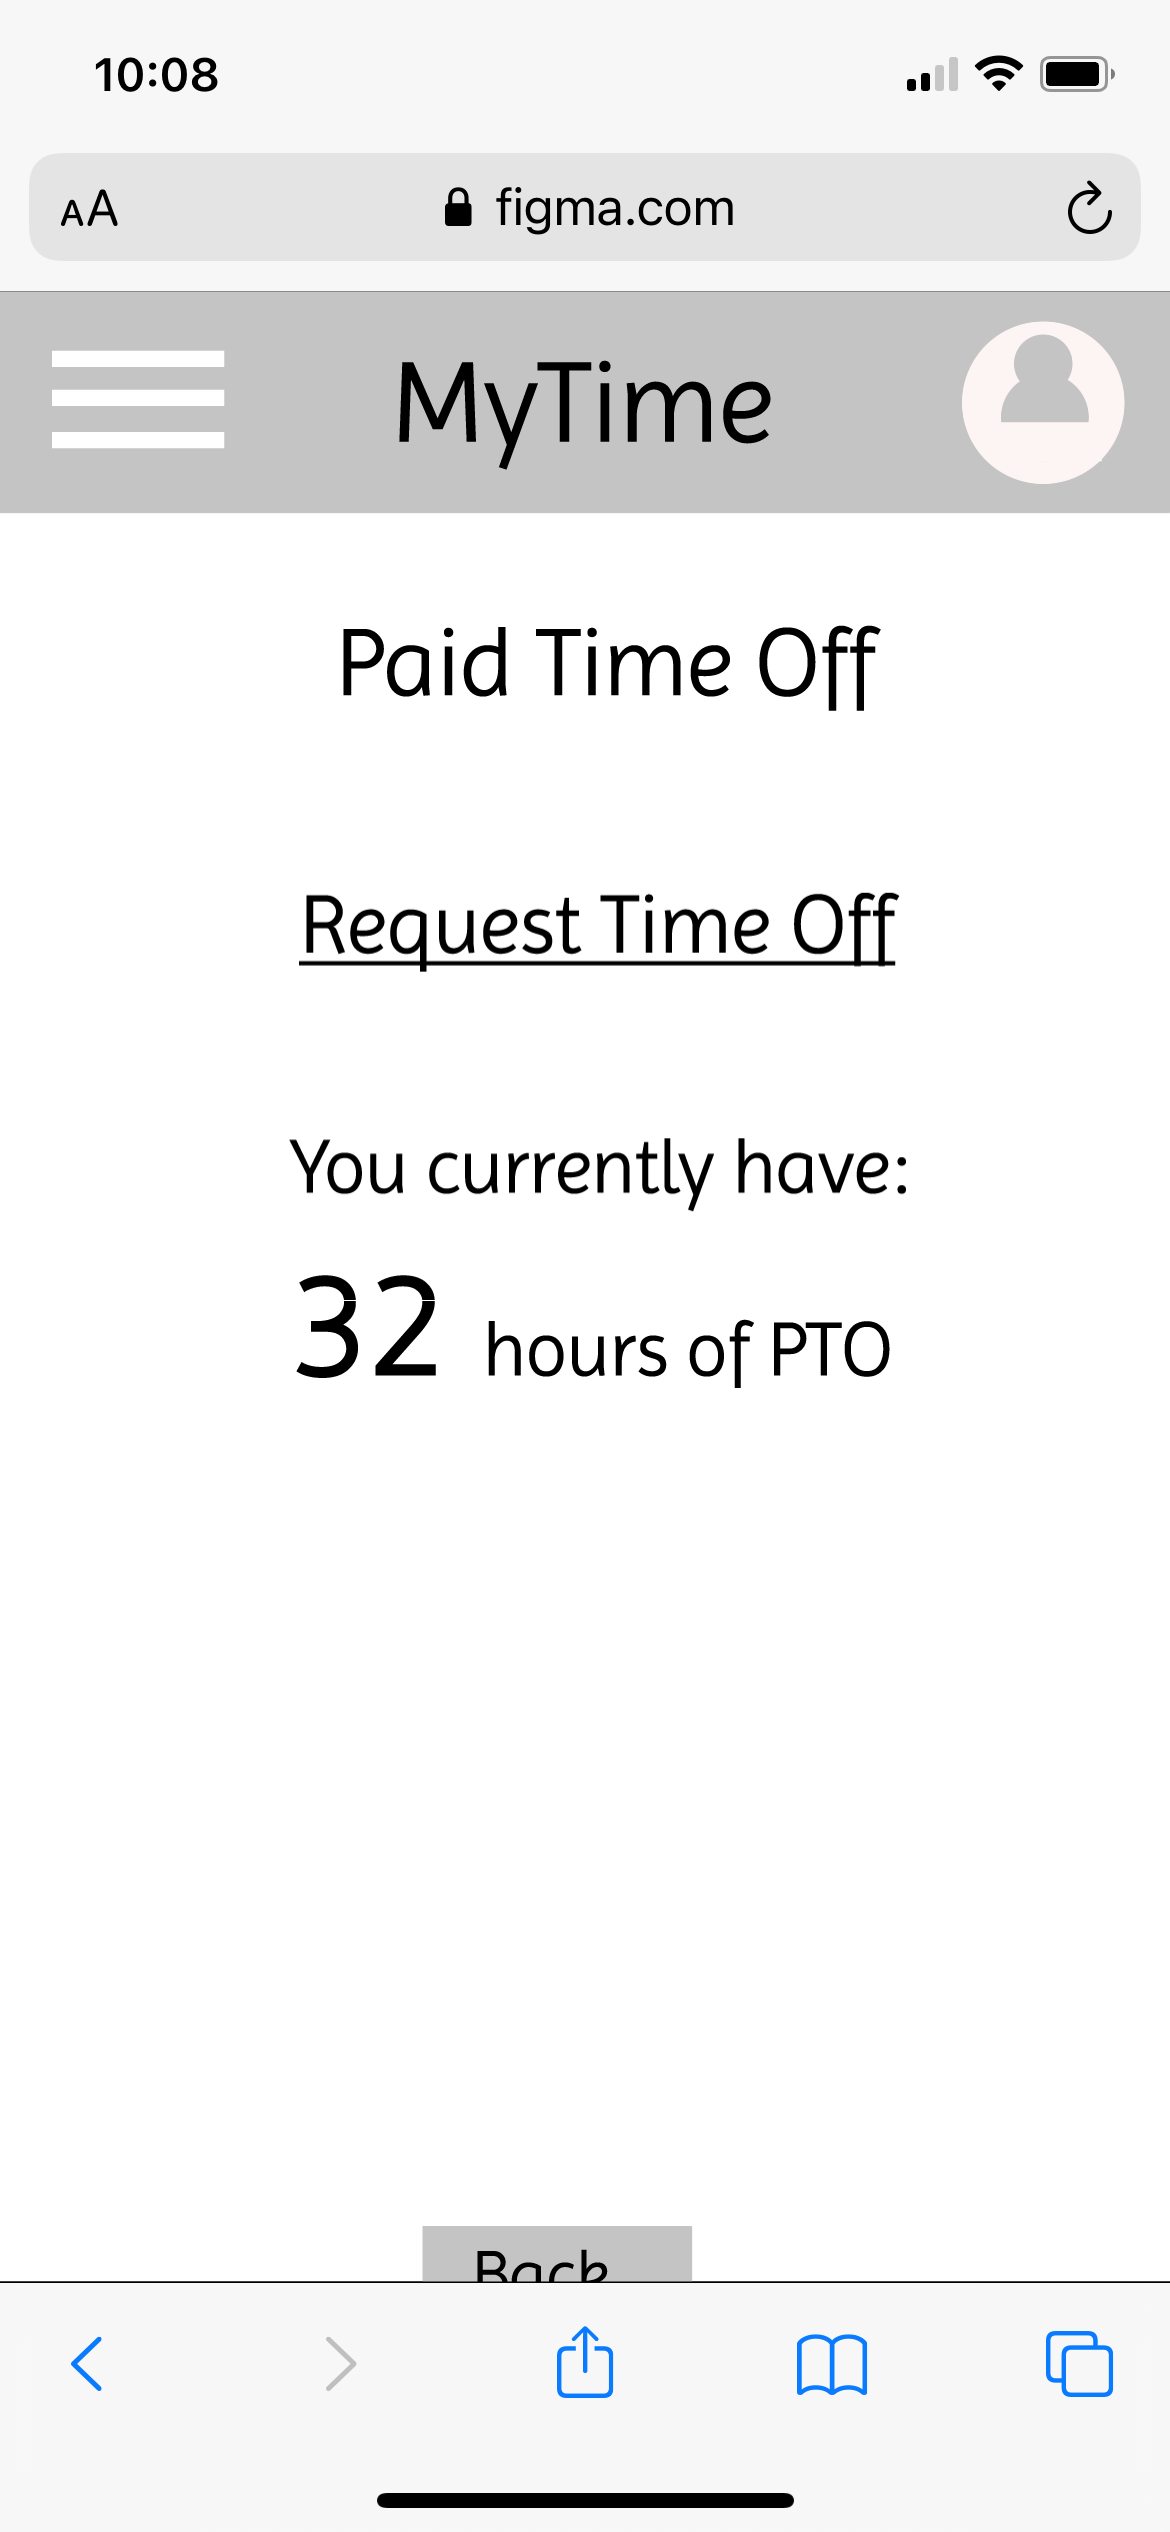 10:08
AA
figma.com
MyTime
Paid Time Off
Request Time Off
You currently have:
32 hours of PTO
Back